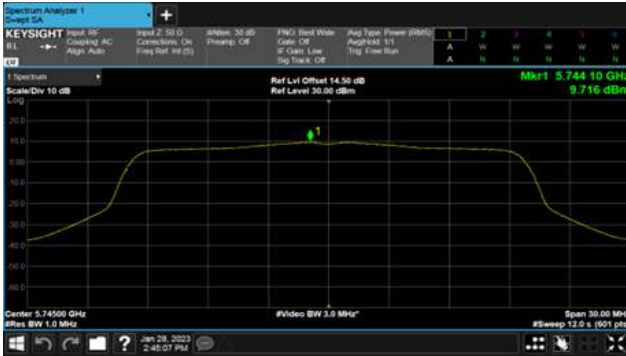 Spectrum Analyzer 1
Swept SA
KEYSIGHT
Input: RF
Coupling: AC
Align: Auto
Input Z: 50 Ω
Corrections: On
Freq Ref: Int (S)
#Atten: 30 dB
Preamp: Off
PNO: Best Wide
Gate: Off
IF Gain: Low
Sig Track: Off
Avg Type: Power (RMS)
Avg|Hold: 1/1
Trig: Free Run
1 2 3 4 5 6
A W W W W W
A N N N N N
1 Spectrum
Scale/Div 10 dB
Ref Lvl Offset 14.50 dB
Ref Level 30.00 dBm
Mkr1 5.744 10 GHz
9.716 dBm
Log
20.0
10.0
0.00
-10.0
-20.0
-30.0
-40.0
-50.0
-60.0
1
Center 5.74500 GHz
#Res BW 1.0 MHz
#Video BW 3.0 MHz*
Span 30.00 MH
#Sweep 12.0 s (601 pts
?
Jan 28, 2023
2:45:07 PM